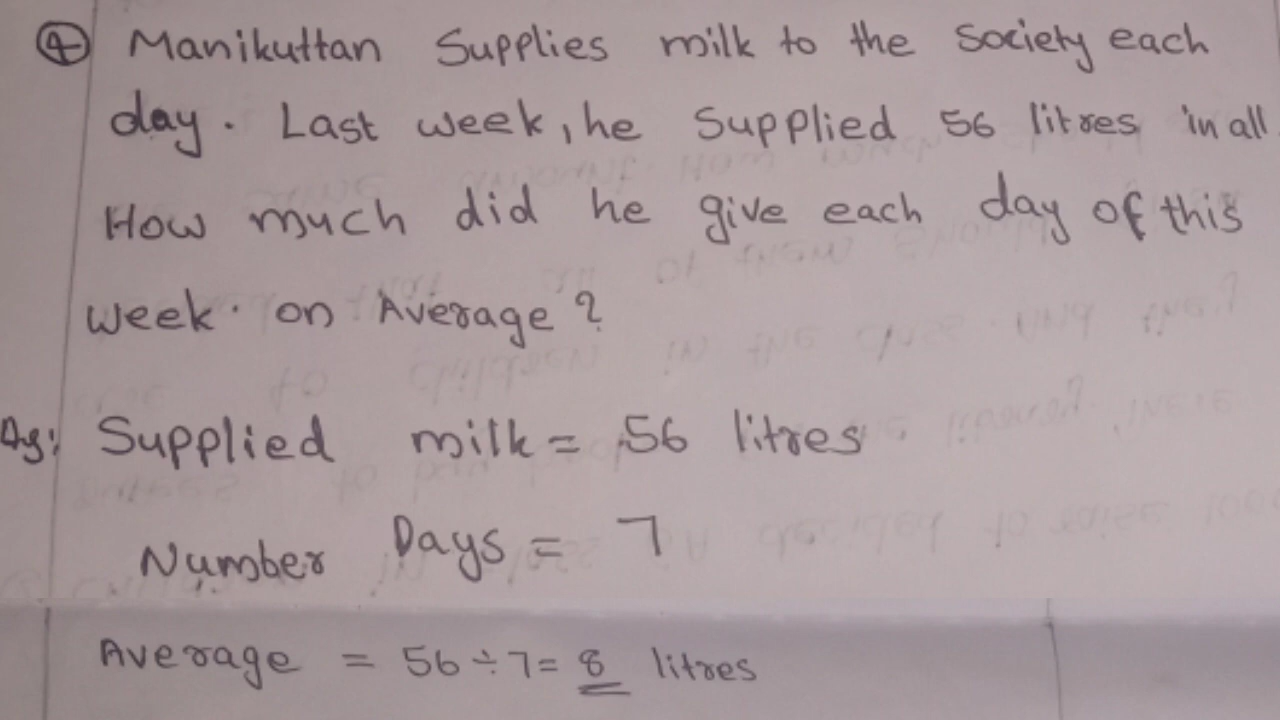 ④ Manikuttan Supplies milk to the Society each
day. Last week, he Supplied 56 litres in all
How much did he give each day of this
week. on Average?
Supplied milk = 56 litres
Number Days = 7
Average = 56 ÷ 7 = 8 litres